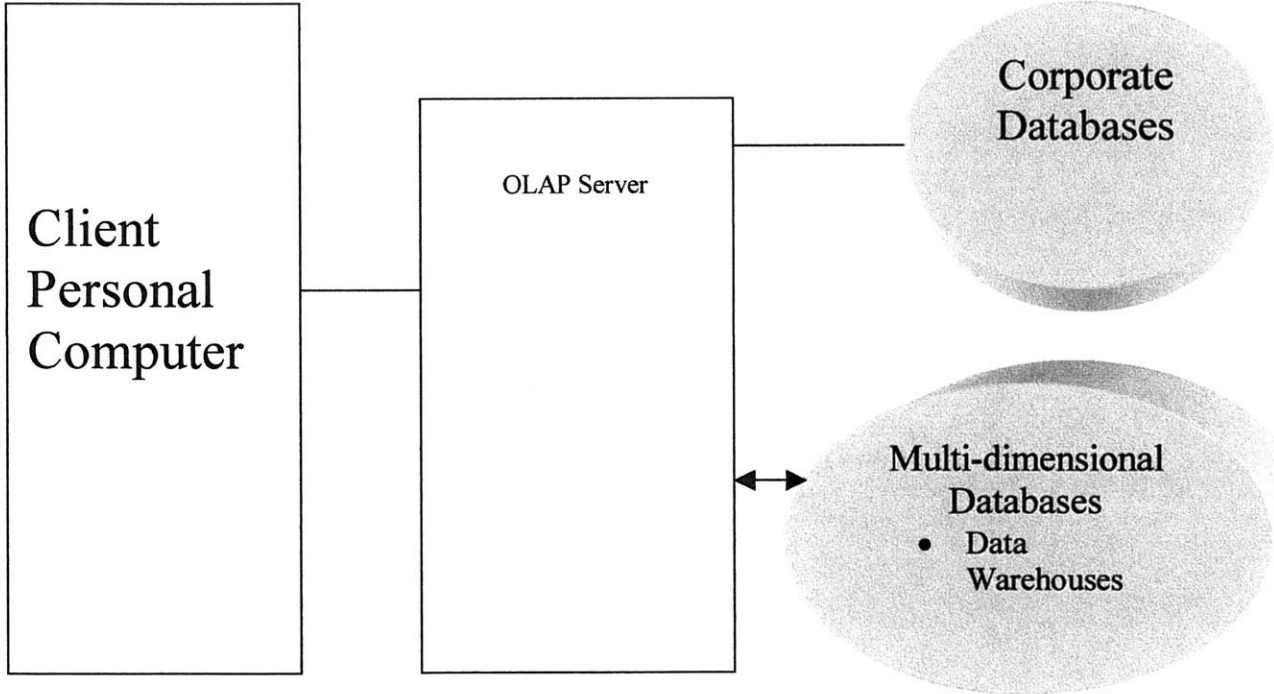 Client
Personal
Computer
OLAP Server
Corporate
Databases
Multi-dimensional
Databases
• Data
Warehouses